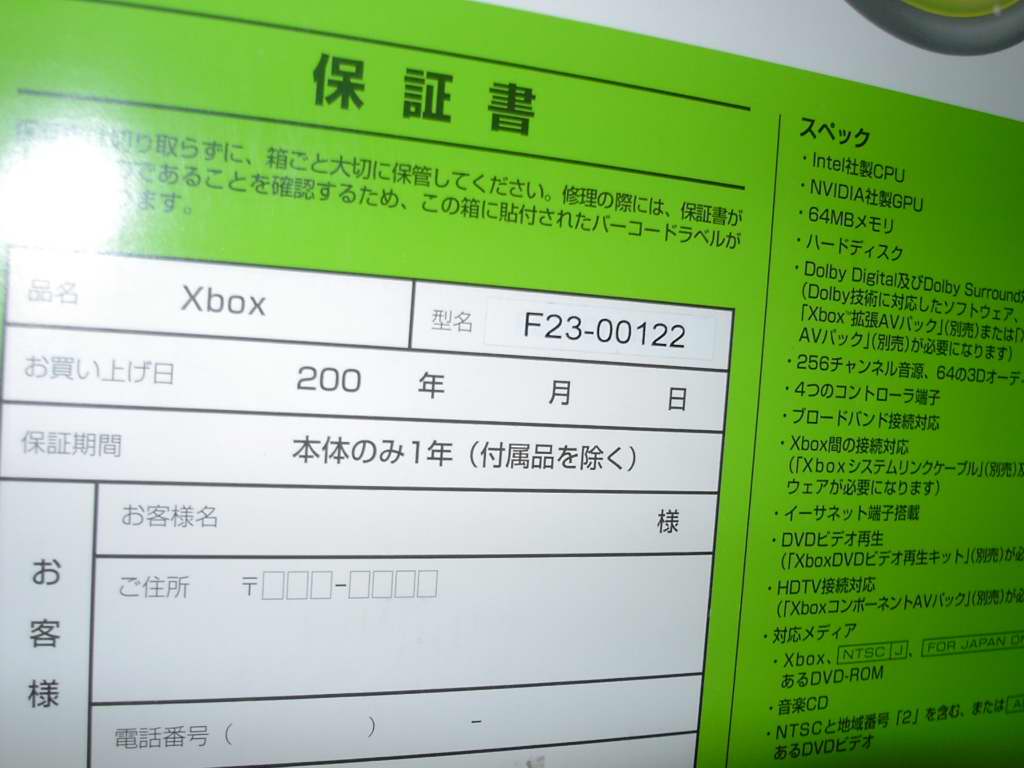 保証書
切り取らずに、箱ごと大切に保管してください。修理の際には、保証書が
であることを確認するため、この箱に貼付されたバーコードラベルが
ます。
品名 Xbox 型名 F23-00122
お買い上げ日 200 年 月 日
保証期間 本体のみ1年（付属品を除く）
お客様
お客様名 様
ご住所 〒□□□-□□□□
電話番号（ ） -
スペック
・Intel社製CPU
・NVIDIA社製GPU
・64MBメモリ
・ハードディスク
・Dolby Digital及びDolby Surround
（Dolby技術に対応したソフトウェア、
「Xbox™拡張AVパック」（別売）または「
AVパック」（別売）が必要になります）
・256チャンネル音源、64の3Dオーデ
・4つのコントローラ端子
・ブロードバンド接続対応
・Xbox間の接続対応
（「Xboxシステムリンクケーブル」（別売）及
ウェアが必要になります）
・イーサネット端子搭載
・DVDビデオ再生
（「XboxDVDビデオ再生キット」（別売）が必
・HDTV接続対応
（「XboxコンポーネントAVパック」（別売）が必
・対応メディア
・Xbox、NTSC J、FOR JAPAN
あるDVD-ROM
・音楽CD
・NTSCと地域番号「2」を含む、または
あるDVDビデオ